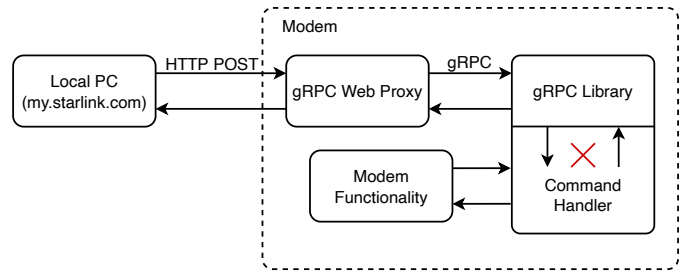 Modem
HTTP POST
gRPC
Local PC
(my.starlink.com)
gRPC Web Proxy
gRPC Library
Modem
Functionality
Command
Handler